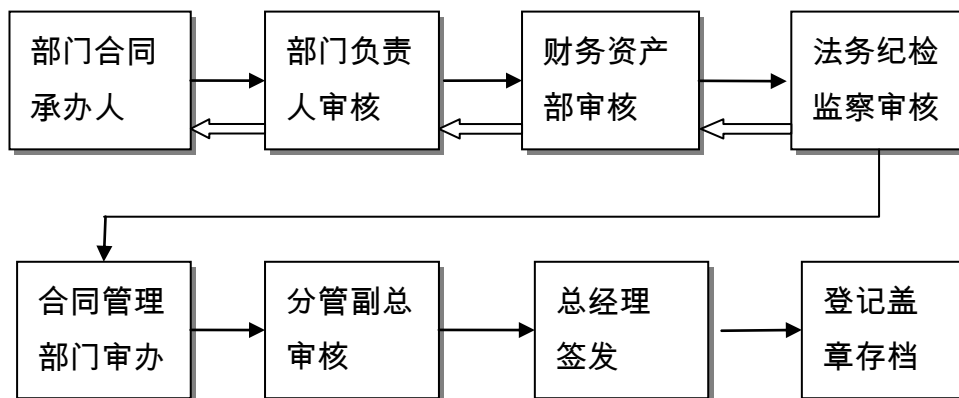 部门合同
承办人
部门负责
人审核
财务资产
部审核
法务纪检
监察审核
合同管理
部门审办
分管副总
审核
总经理
签发
登记盖
章存档